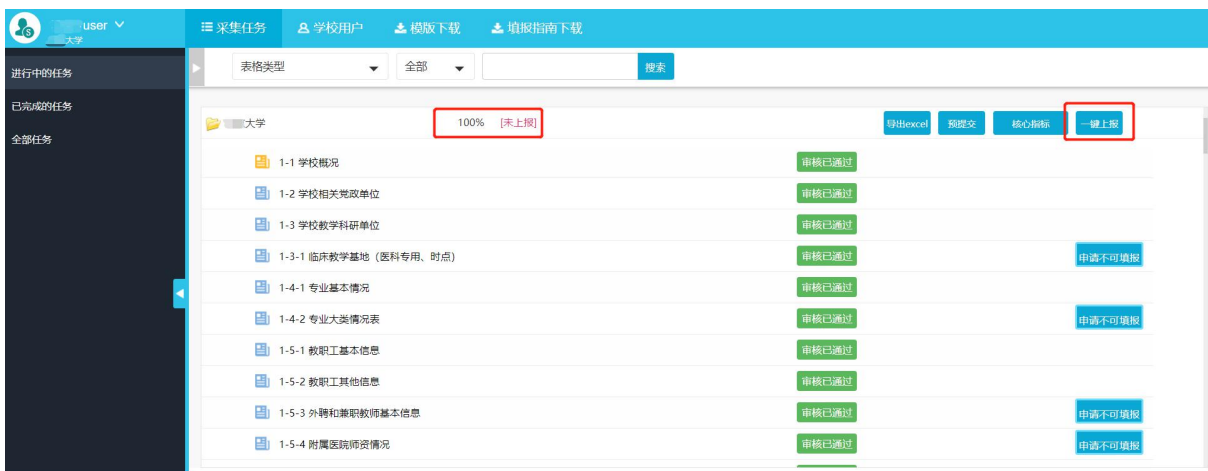 user
大学
采集任务 学校用户 模版下载 填报指南下载
进行中的任务
已完成的任务
全部任务
表格类型 全部 搜索
大学 100% [未上报] 导出excel 预提交 核心指标 一键上报
1-1 学校概况 审核已通过
1-2 学校相关党政单位 审核已通过
1-3 学校教学科研单位 审核已通过
1-3-1 临床教学基地（医科专用、时点） 审核已通过 申请不可填报
1-4-1 专业基本情况 审核已通过
1-4-2 专业大类情况表 审核已通过 申请不可填报
1-5-1 教职工基本信息 审核已通过
1-5-2 教职工其他信息 审核已通过
1-5-3 外聘和兼职教师基本信息 审核已通过 申请不可填报
1-5-4 附属医院师资情况 审核已通过 申请不可填报